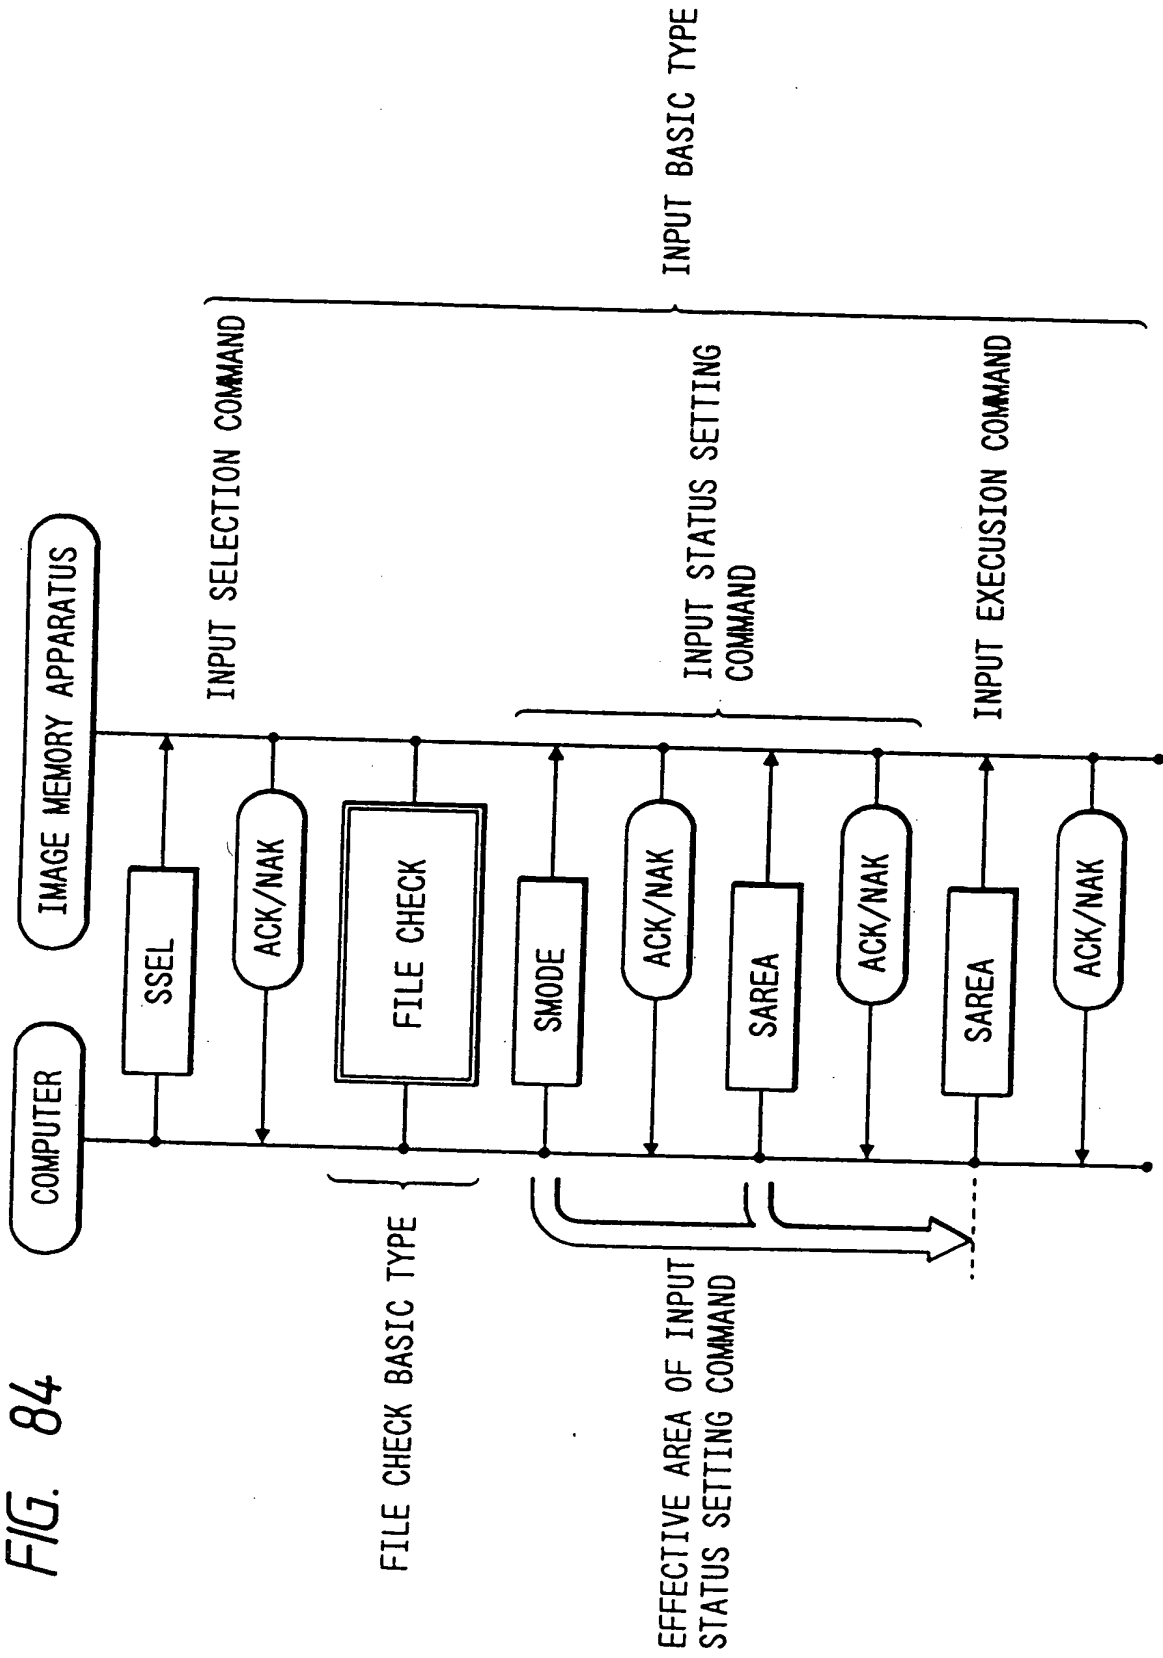 FIG. 84
COMPUTER
IMAGE MEMORY APPARATUS
SSEL
INPUT SELECTION COMMAND
ACK/NAK
FILE CHECK BASIC TYPE
FILE CHECK
SMODE
ACK/NAK
EFFECTIVE AREA OF INPUT
STATUS SETTING COMMAND
INPUT STATUS SETTING
COMMAND
INPUT BASIC TYPE
SAREA
ACK/NAK
SAREA
INPUT EXECUSION COMMAND
ACK/NAK